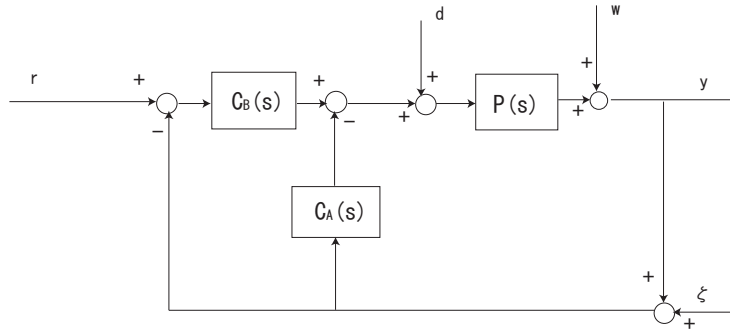 d
w
r
+
+
+
+
C_B(s)
+
P(s)
y
−
−
+
+
C_A(s)
+
ζ
+